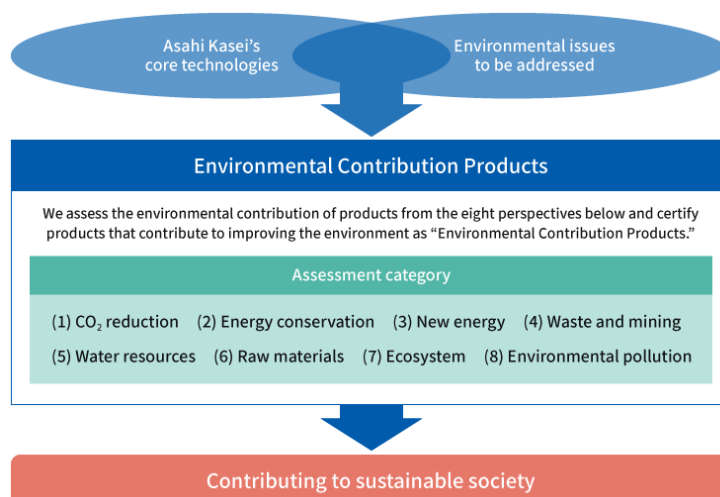 Asahi Kasei's
core technologies
Environmental issues
to be addressed
Environmental Contribution Products
We assess the environmental contribution of products from the eight perspectives below and certify
products that contribute to improving the environment as “Environmental Contribution Products.”
Assessment category
(1) CO₂ reduction (2) Energy conservation (3) New energy (4) Waste and mining
(5) Water resources (6) Raw materials (7) Ecosystem (8) Environmental pollution
Contributing to sustainable society